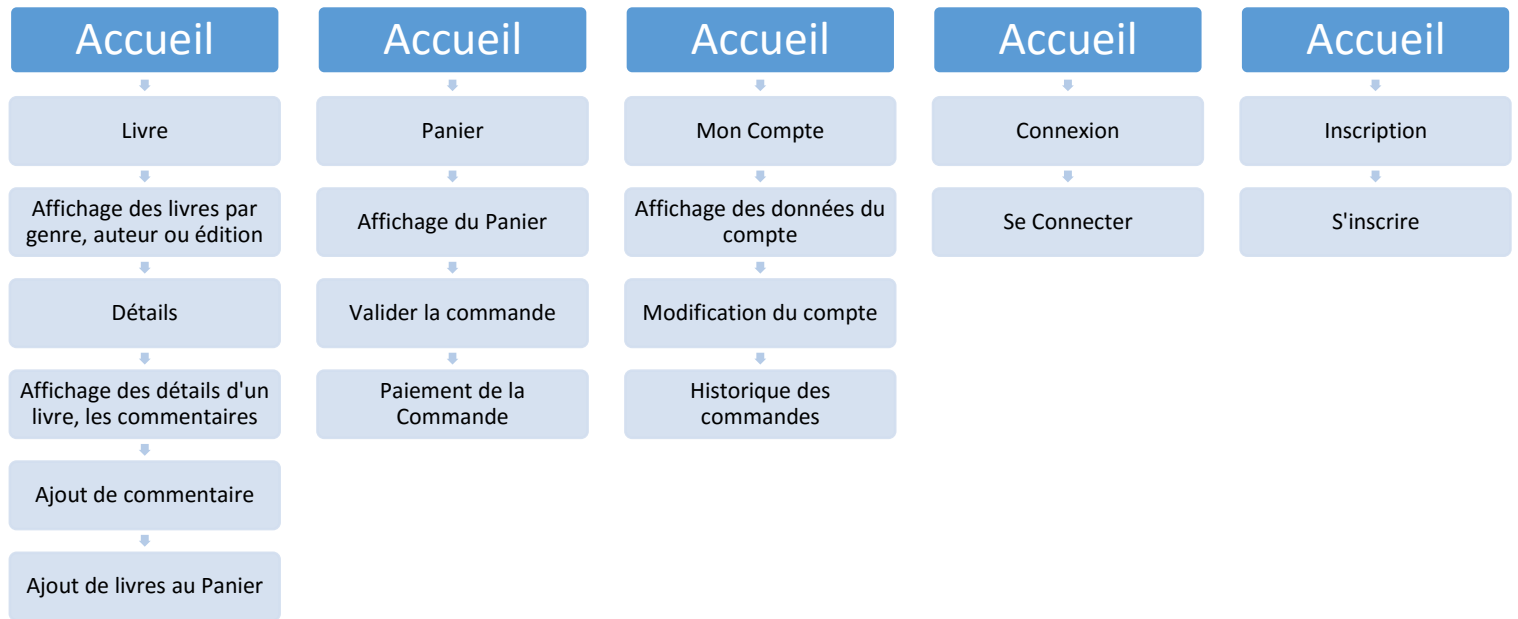 Accueil
Livre
Affichage des livres par
genre, auteur ou édition
Détails
Affichage des détails d'un
livre, les commentaires
Ajout de commentaire
Ajout de livres au Panier
Accueil
Panier
Affichage du Panier
Valider la commande
Paiement de la
Commande
Accueil
Mon Compte
Affichage des données du
compte
Modification du compte
Historique des
commandes
Accueil
Connexion
Se Connecter
Accueil
Inscription
S'inscrire